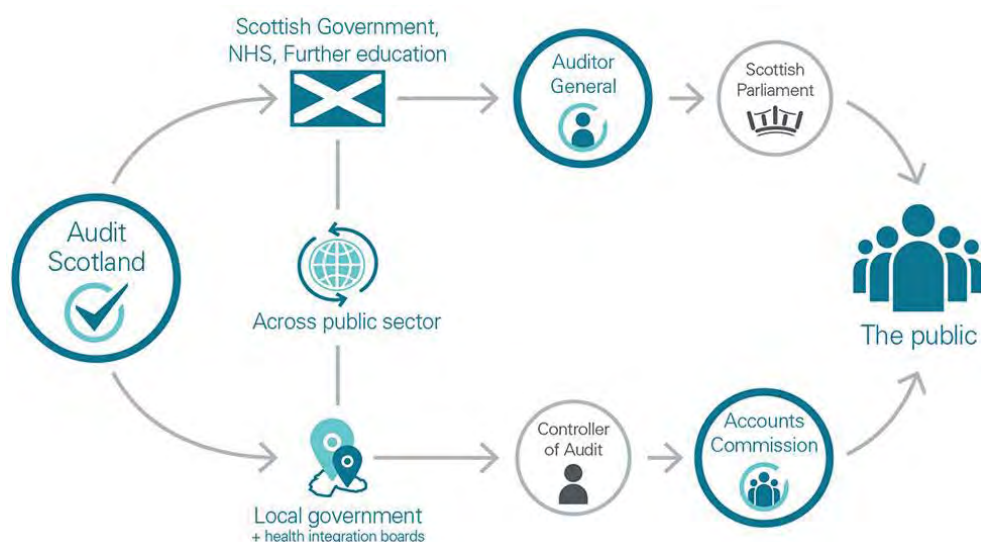 Scottish Government,
NHS, Further education
Auditor
General
Scottish
Parliament
Audit
Scotland
Across public sector
The public
Local government
+ health integration boards
Controller
of Audit
Accounts
Commission